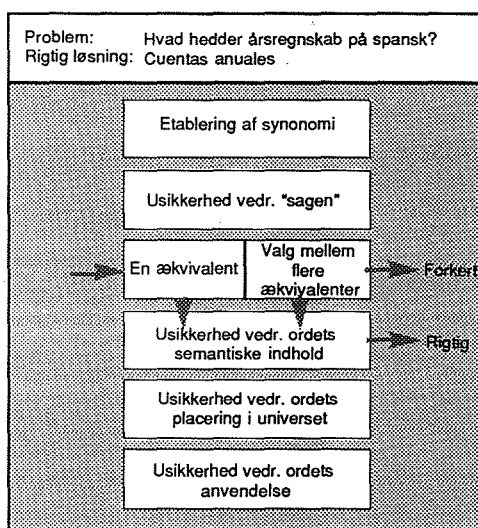 Problem: Hvad hedder årsregnskab på spansk?
Rigtig løsning: Cuentas anuales
Etablering af synonomi
Usikkerhed vedr. "sagen"
En ækvivalent
Valg mellem
flere
ækvivalenter
Forkert
Usikkerhed vedr. ordets
semantiske indhold
Rigtig
Usikkerhed vedr. ordets
placering i universet
Usikkerhed vedr. ordets
anvendelse